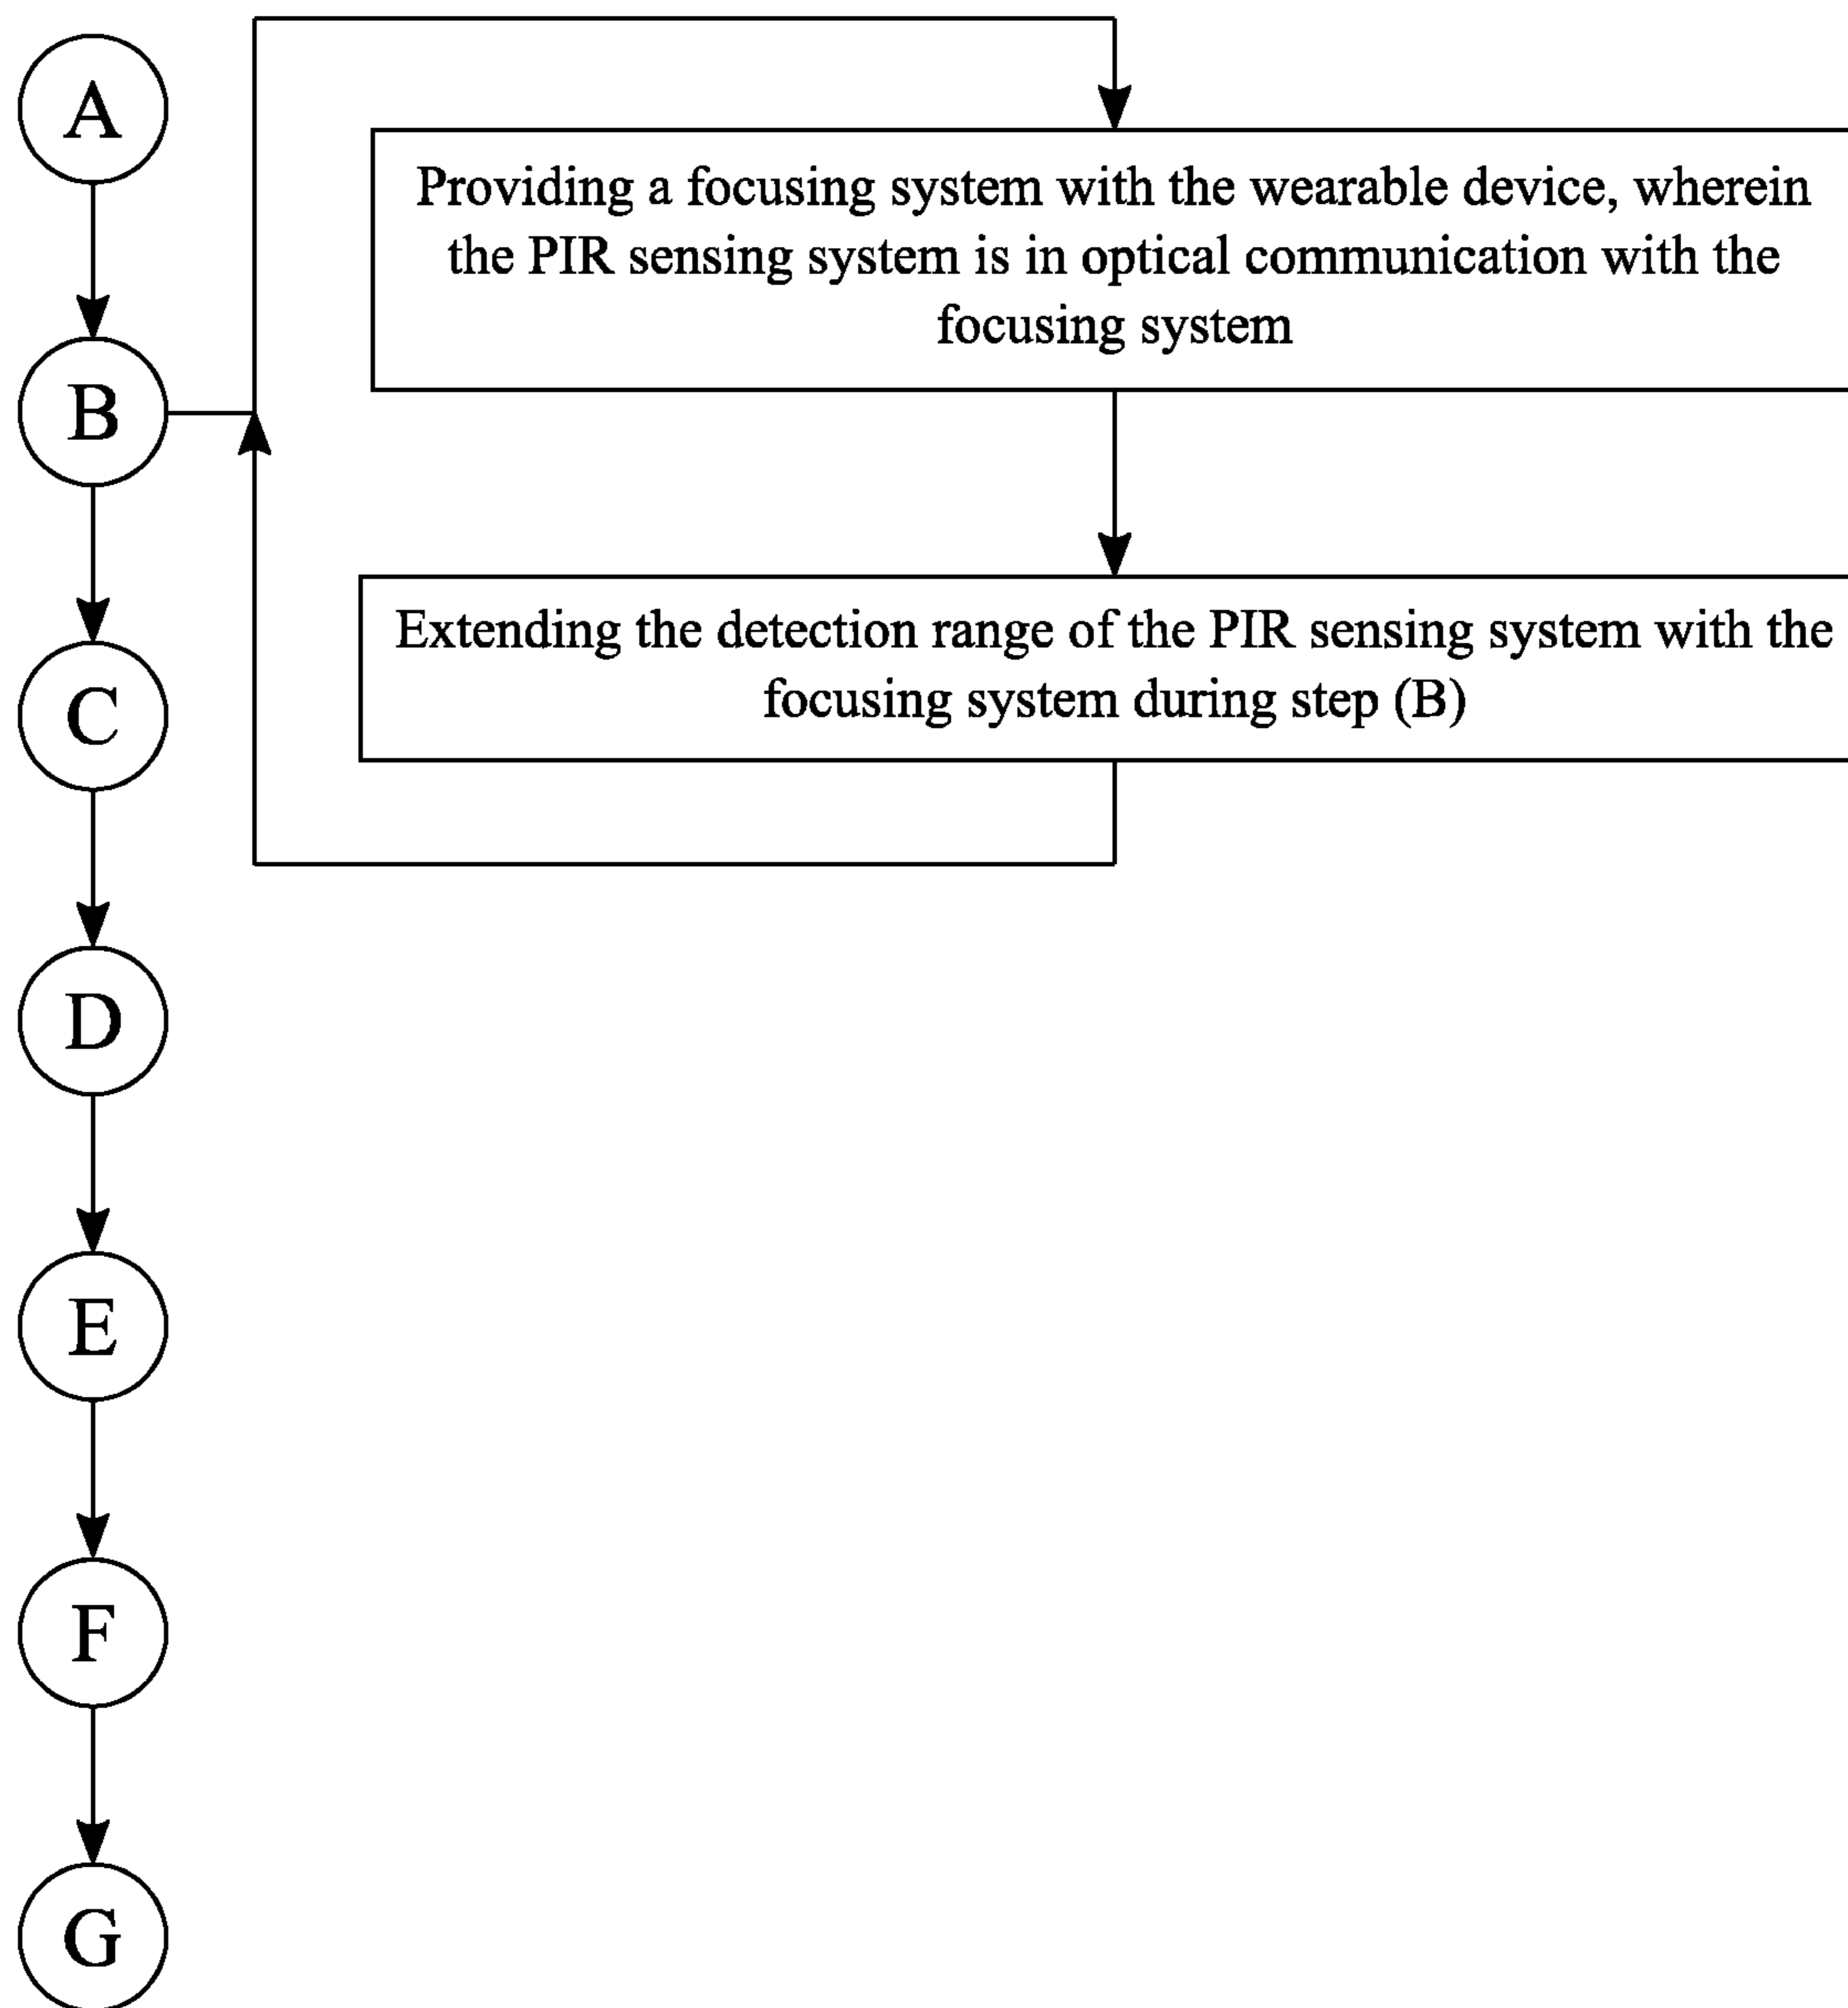 A
Providing a focusing system with the wearable device, wherein
the PIR sensing system is in optical communication with the
focusing system
B
Extending the detection range of the PIR sensing system with the
focusing system during step (B)
C
D
E
F
G